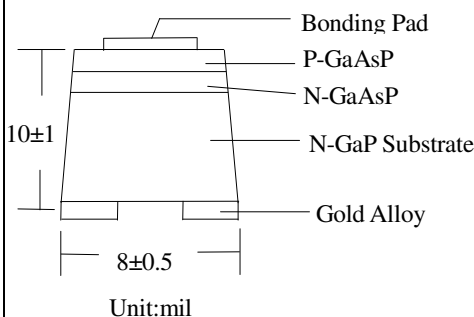 Bonding Pad
P-GaAsP
N-GaAsP
10±1
N-GaP Substrate
Gold Alloy
8±0.5
Unit:mil